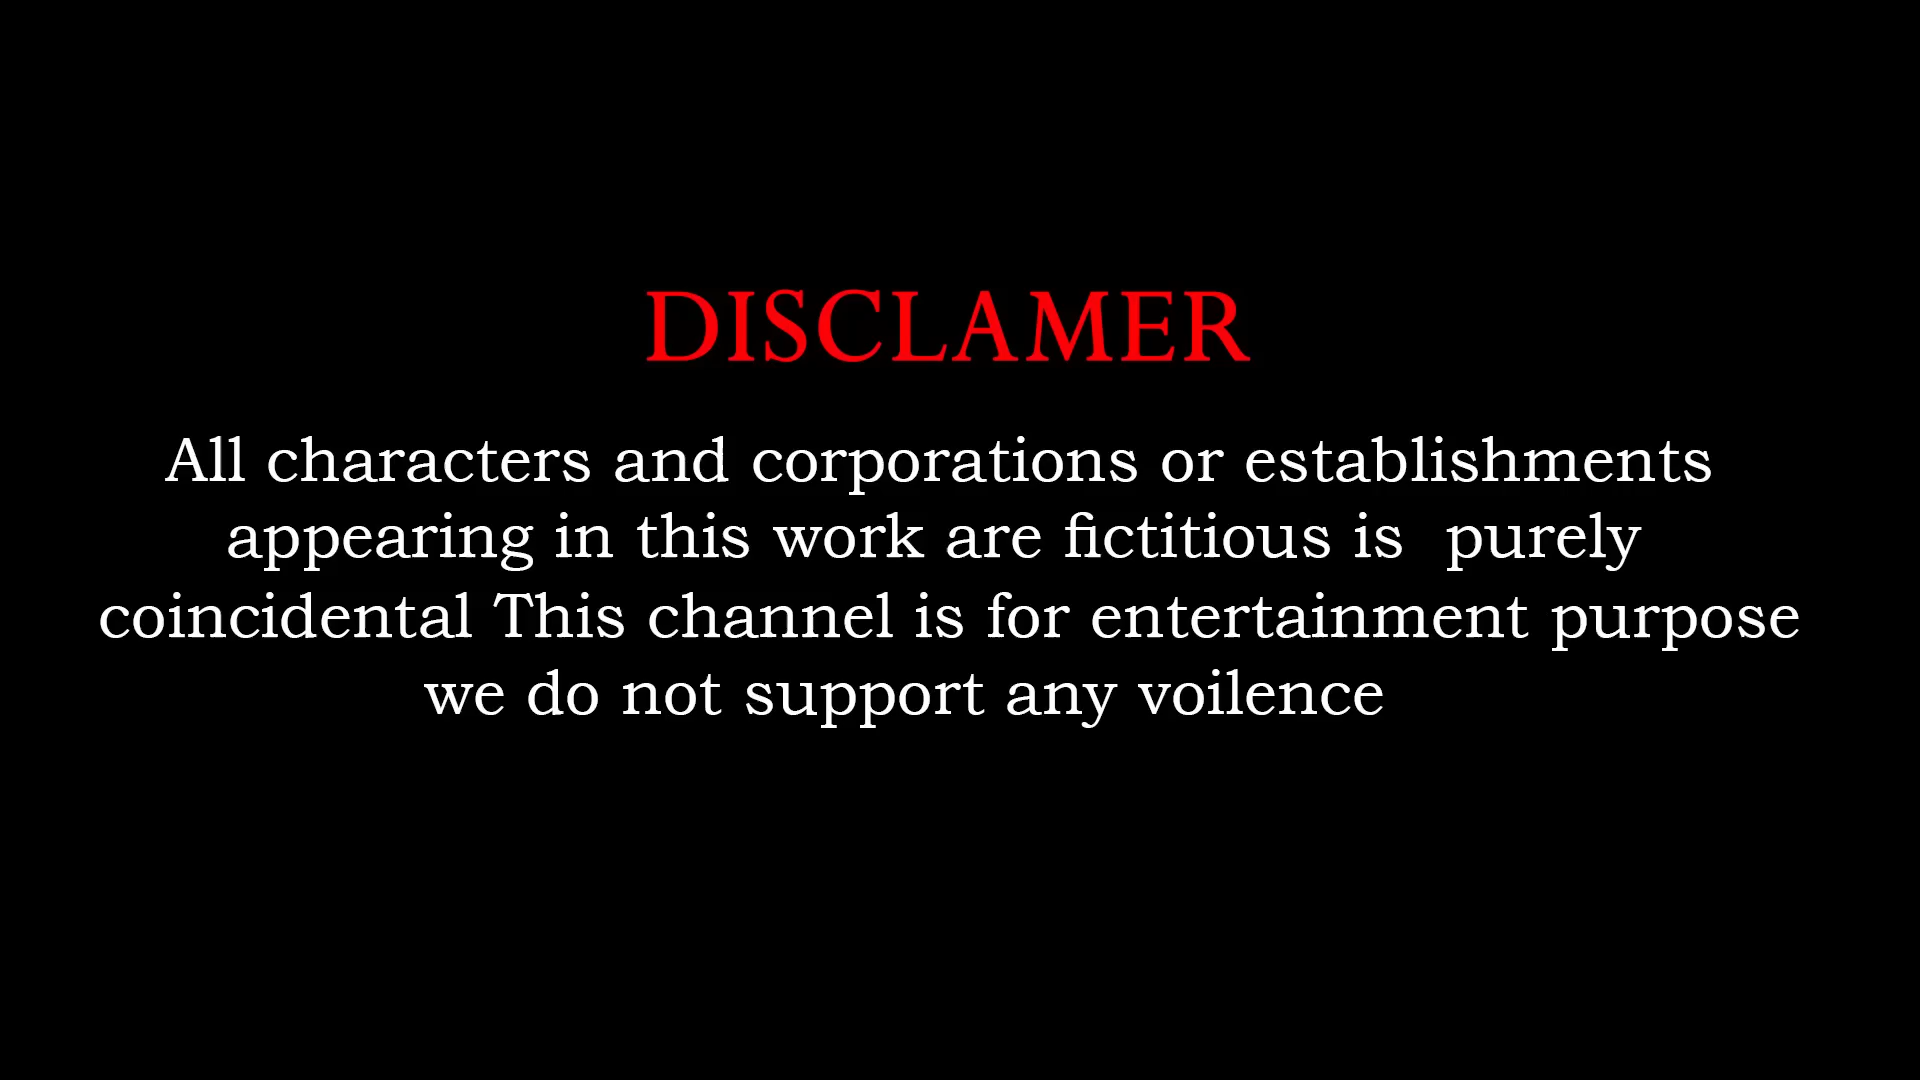 DISCLAMER
All characters and corporations or establishments
appearing in this work are fictitious is  purely
coincidental This channel is for entertainment purpose
we do not support any voilence